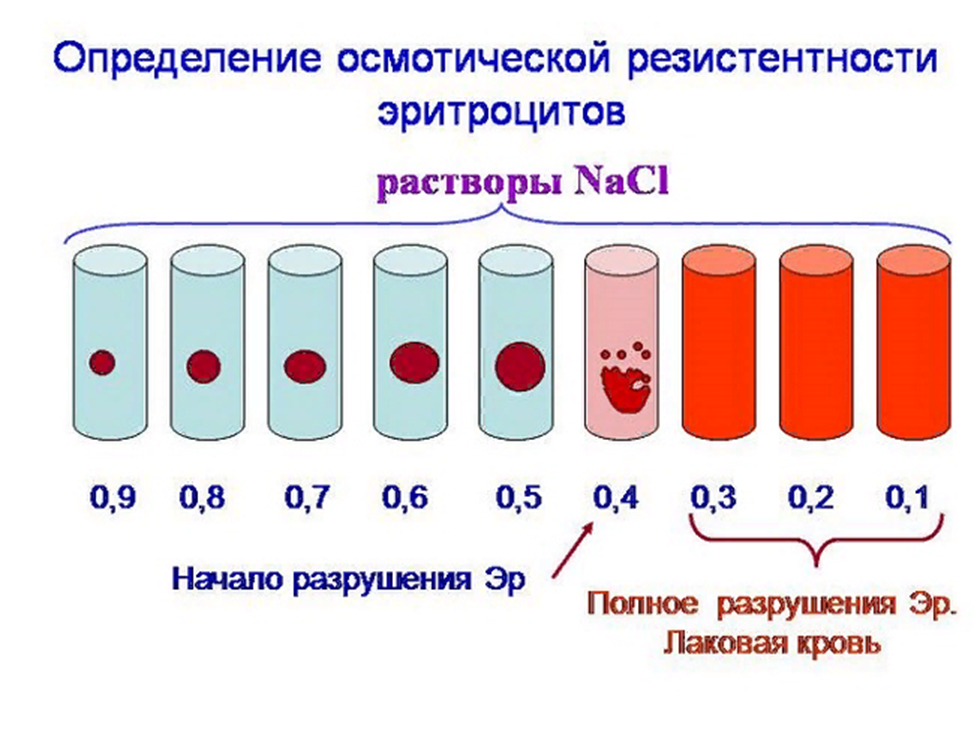 Определение осмотической резистентности
эритроцитов
растворы NaCl
0,9 0,8 0,7 0,6 0,5 0,4 0,3 0,2 0,1
Начало разрушения Эр
Полное разрушения Эр.
Лаковая кровь